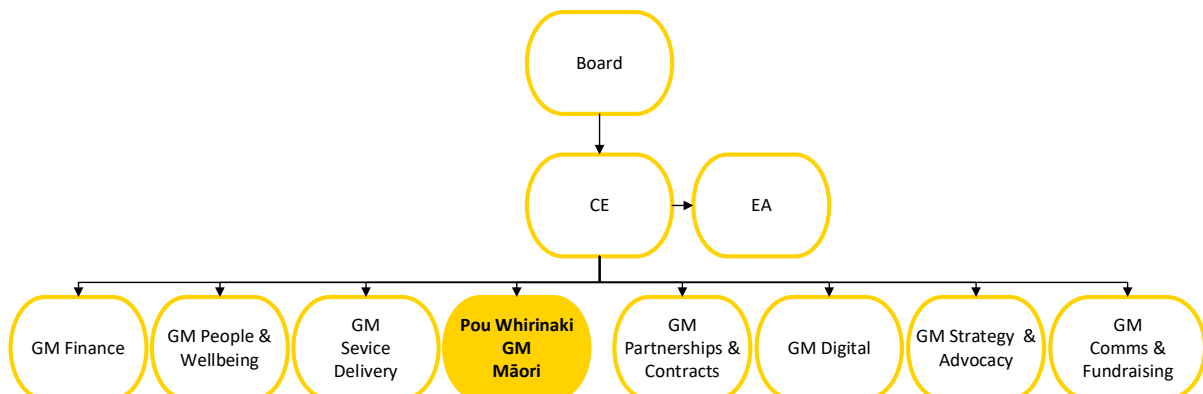 Board
CE
EA
GM Finance
GM People &
Wellbeing
GM
Sevice
Delivery
Pou Whirinaki
GM
Māori
GM
Partnerships &
Contracts
GM Digital
GM Strategy &
Advocacy
GM
Comms &
Fundraising